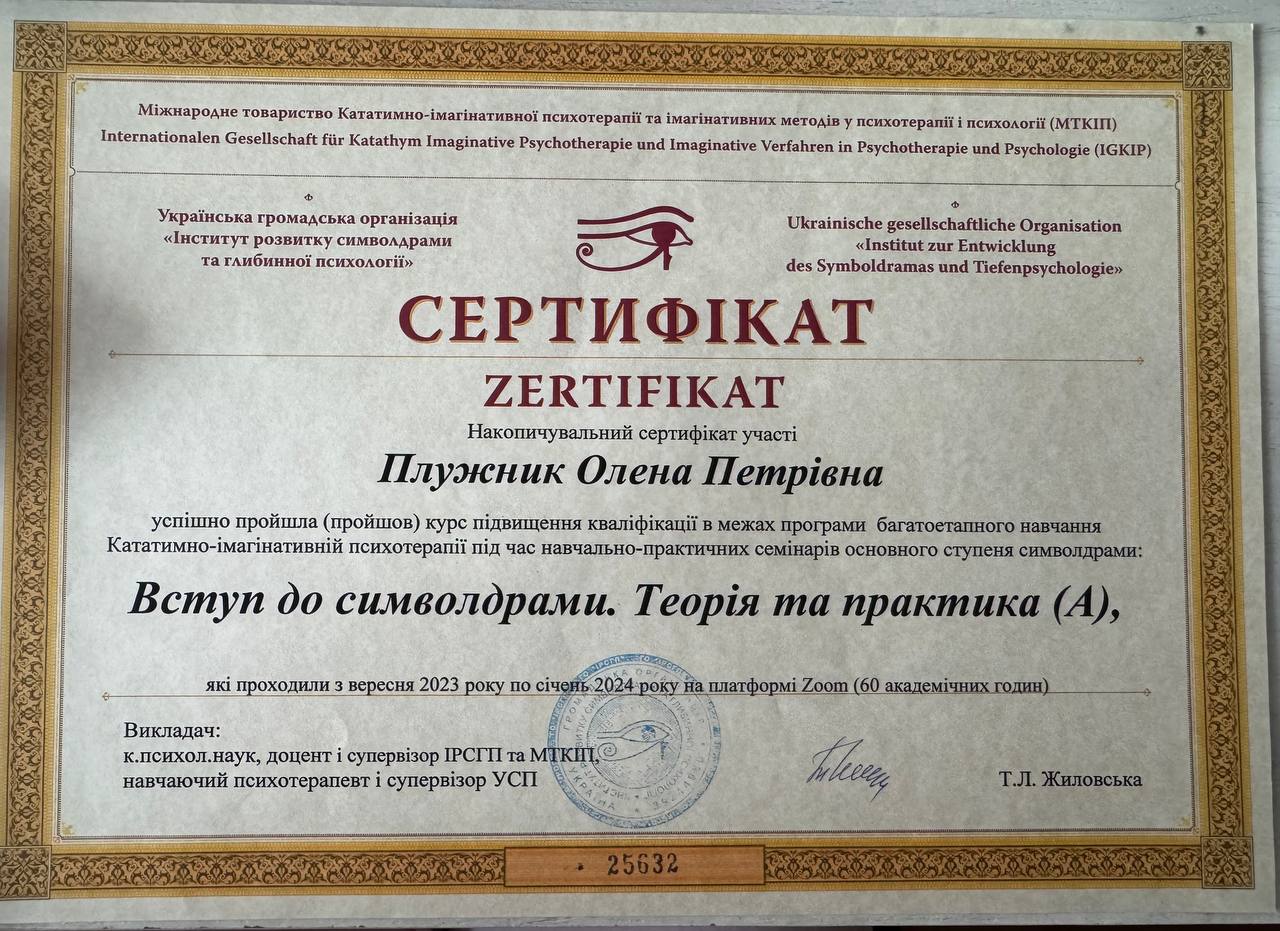 Міжнародне товариство Кататимно-імагінативної психотерапії та імагінативних методів у психотерапії і психології (МТКІП)
Internationalen Gesellschaft für Katathym Imaginative Psychotherapie und Imaginative Verfahren in Psychotherapie und Psychologie (IGKIP)
Українська громадська організація
«Інститут розвитку символдрами
та глибинної психології»
Ukrainische gesellschaftliche Organisation
«Institut zur Entwicklung
des Symboldramas und Tiefenpsychologie»
СЕРТИФІКАТ
ZERTIFIKAT
Накопичувальний сертифікат участі
Плужник Олена Петрівна
успішно пройшла (пройшов) курс підвищення кваліфікації в межах програми багатоетапного навчання
Кататимно-імагінативній психотерапії під час навчально-практичних семінарів основного ступеня символдрами:
Вступ до символдрами. Теорія та практика (А),
які проходили з вересня 2023 року по січень 2024 року на платформі Zoom (60 академічних годин)
Викладач:
к.психол.наук, доцент і супервізор ІРСГП та МТКІП,
навчаючий психотерапевт і супервізор УСП
Т.Л. Жиловська
25632